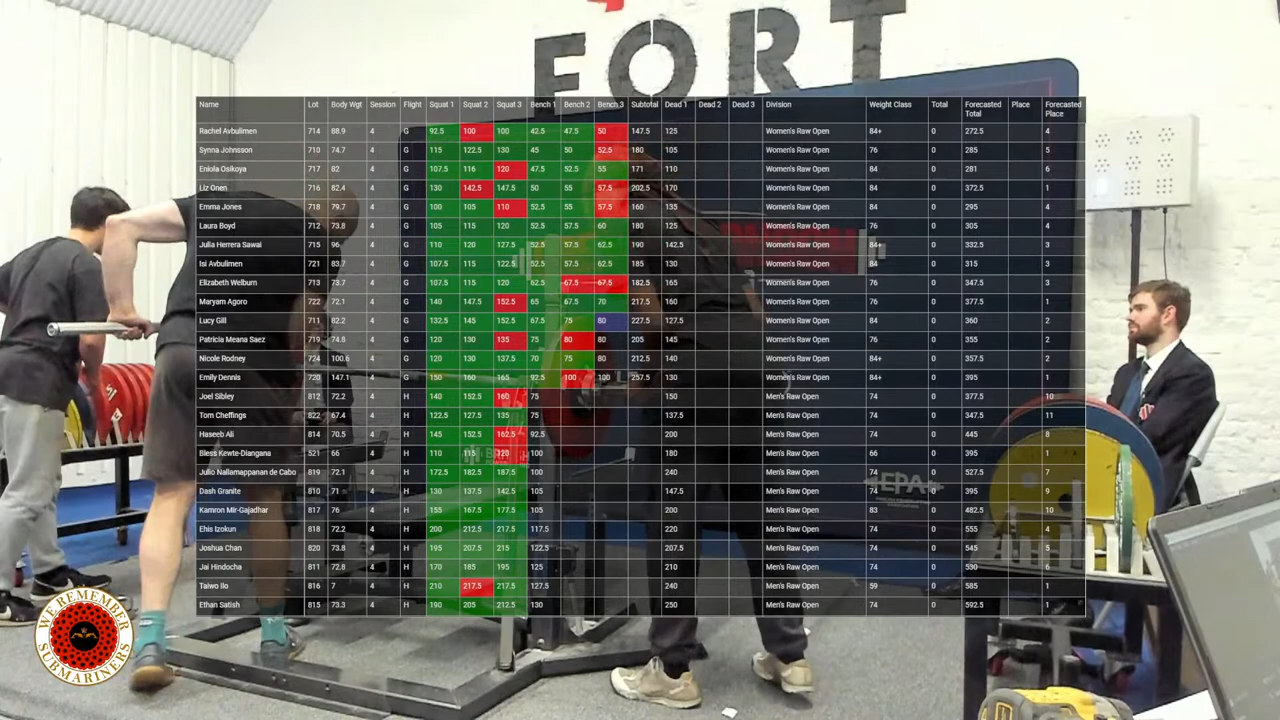 FORT
Name Lot Body Wgt Session Flight Squat 1 Squat 2 Squat 3 Bench 1 Bench 2 Bench 3 Subtotal Dead 1 Dead 2 Dead 3 Division Weight Class Total Forecasted Total Place Forecasted Place
Rachel Avbulimen 714 88.9 4 G 92.5 100 100 42.5 47.5 50 147.5 125 Women's Raw Open 84+ 0 272.5 4
Synna Johnsson 710 74.7 4 G 115 122.5 130 45 50 52.5 180 105 Women's Raw Open 76 0 285 5
Eniola Osikoya 717 82 4 G 107.5 116 120 47.5 52.5 55 171 110 Women's Raw Open 84 0 281 6
Liz Onen 716 82.4 4 G 130 142.5 147.5 50 55 57.5 202.5 170 Women's Raw Open 84 0 372.5 1
Emma Jones 718 79.7 4 G 100 105 110 52.5 55 57.5 160 135 Women's Raw Open 84 0 295 4
Laura Boyd 712 73.8 4 G 105 115 120 52.5 57.5 60 180 125 Women's Raw Open 76 0 305 4
Julia Herrera Sawai 715 96 4 G 110 120 127.5 52.5 57.5 62.5 190 142.5 Women's Raw Open 84+ 0 332.5 3
Isi Avbulimen 721 83.7 4 G 107.5 115 122.5 52.5 57.5 62.5 185 130 Women's Raw Open 84 0 315 3
Elizabeth Welburn 713 73.7 4 G 107.5 115 120 62.5 67.5 67.5 182.5 165 Women's Raw Open 76 0 347.5 3
Maryam Agoro 722 72.1 4 G 140 147.5 152.5 65 67.5 70 217.5 160 Women's Raw Open 76 0 377.5 1
Lucy Gill 711 82.2 4 G 132.5 145 152.5 67.5 75 80 227.5 127.5 Women's Raw Open 84 0 360 2
Patricia Meana Saez 719 74.8 4 G 120 130 135 75 80 80 205 145 Women's Raw Open 76 0 355 2
Nicole Rodney 724 100.6 4 G 120 130 137.5 70 75 80 212.5 140 Women's Raw Open 84+ 0 357.5 2
Emily Dennis 720 147.1 4 G 150 160 165 92.5 100 100 257.5 130 Women's Raw Open 84+ 0 395 1
Joel Sibley 812 72.2 4 H 140 152.5 160 75 150 Men's Raw Open 74 0 377.5 10
Tom Cheffings 822 67.4 4 H 122.5 127.5 135 75 137.5 Men's Raw Open 74 0 347.5 11
Haseeb Ali 814 70.5 4 H 145 152.5 162.5 92.5 200 Men's Raw Open 74 0 445 8
Bless Kewte-Diangana 521 66 4 H 110 115 120 100 180 Men's Raw Open 66 0 395 1
Julio Nallamappanan de Cabo 819 72.1 4 H 172.5 182.5 187.5 100 240 Men's Raw Open 74 0 527.5 7
Dash Granite 810 71 4 H 130 137.5 142.5 105 147.5 Men's Raw Open 74 0 395 9
Kamron Mir-Gajadhar 817 76 4 H 155 167.5 177.5 105 200 Men's Raw Open 83 0 482.5 10
Ehis Izokun 818 72.2 4 H 200 212.5 217.5 117.5 220 Men's Raw Open 74 0 555 4
Joshua Chan 820 73.8 4 H 195 207.5 215 122.5 207.5 Men's Raw Open 74 0 545 5
Jai Hindocha 811 72.8 4 H 170 185 195 125 210 Men's Raw Open 74 0 530 6
Taiwo Ilo 816 7 4 H 210 217.5 217.5 127.5 240 Men's Raw Open 59 0 585 1
Ethan Satish 815 73.3 4 H 190 205 212.5 130 250 Men's Raw Open 74 0 592.5 1
EPA
WE REMEMBER
SUBMARINERS